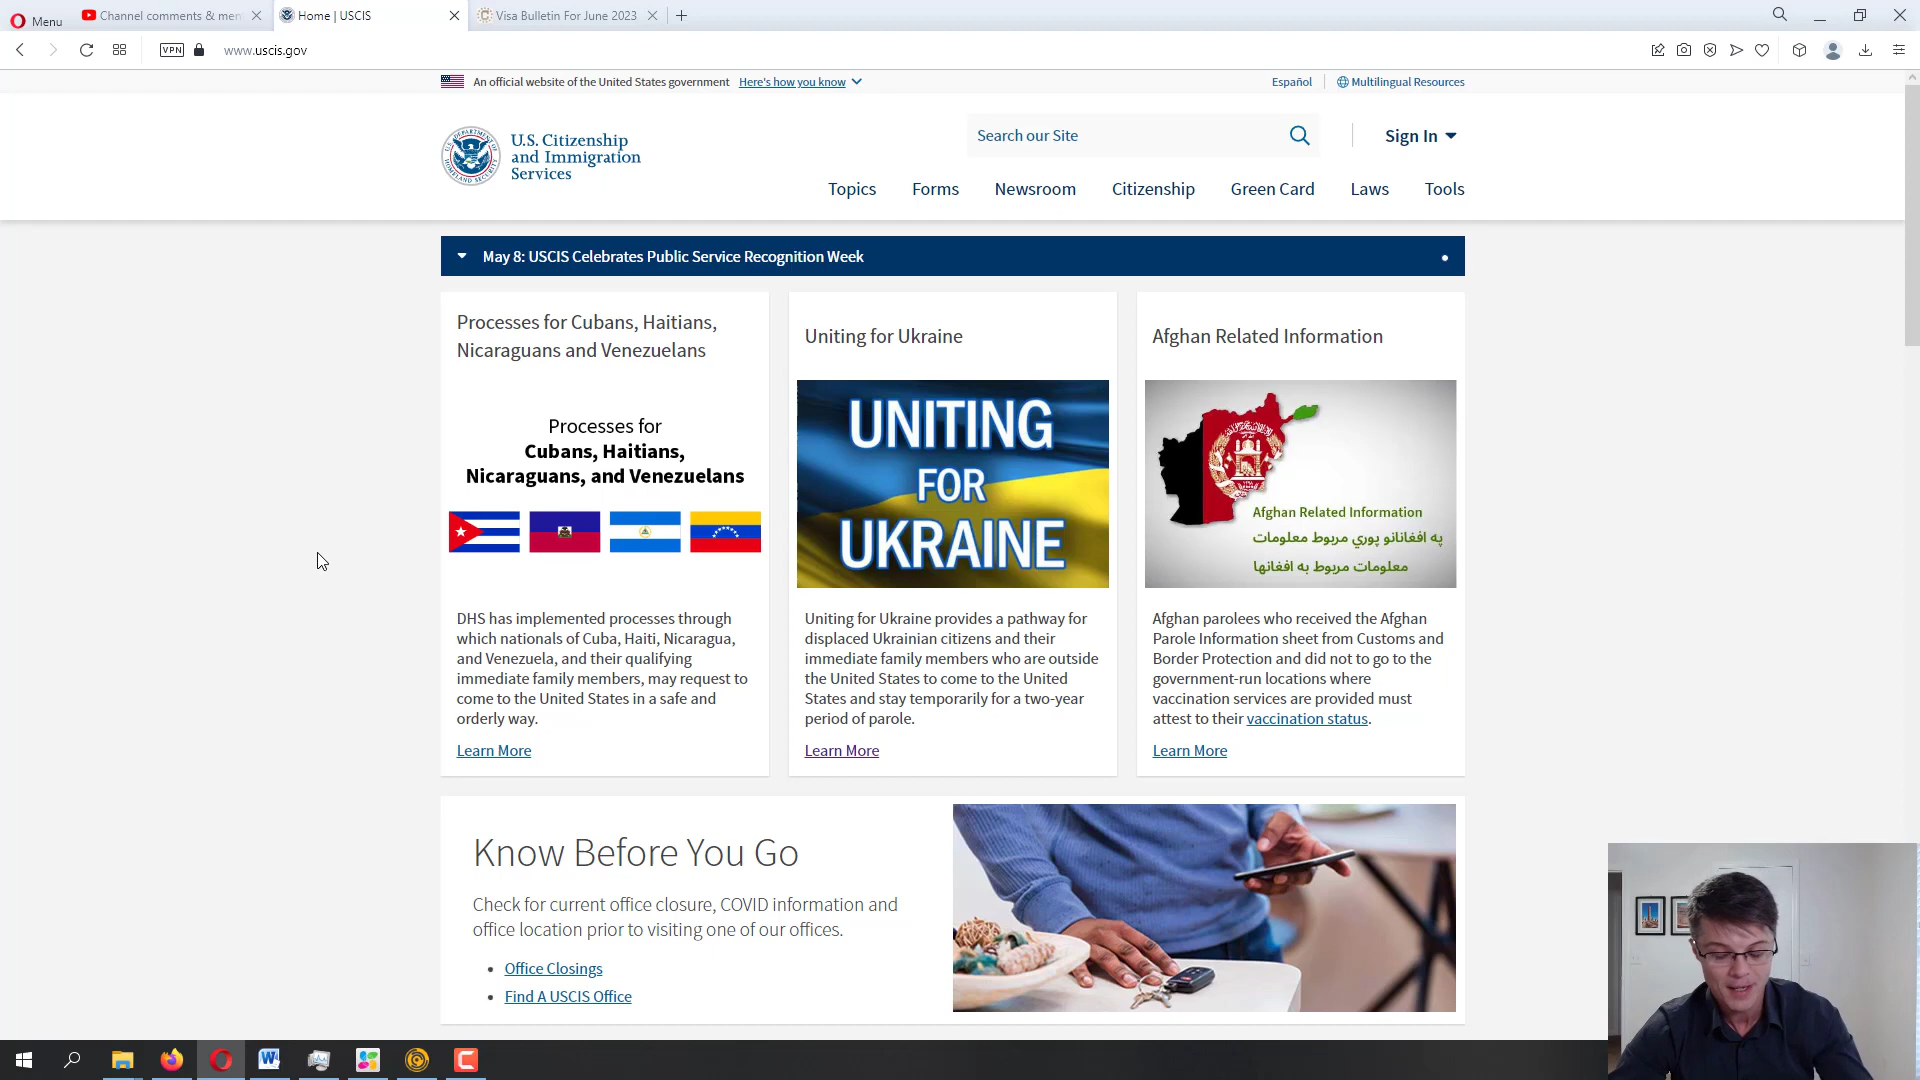 Menu
Channel comments & men
Home | USCIS
Visa Bulletin For June 2023
VPN
www.uscis.gov
An official website of the United States government Here's how you know
Español
Multilingual Resources
U.S. Citizenship
and Immigration
Services
Search our Site
Sign In
Topics
Forms
Newsroom
Citizenship
Green Card
Laws
Tools
May 8: USCIS Celebrates Public Service Recognition Week
Processes for Cubans, Haitians,
Nicaraguans and Venezuelans
Processes for
Cubans, Haitians,
Nicaraguans, and Venezuelans
DHS has implemented processes through
which nationals of Cuba, Haiti, Nicaragua,
and Venezuela, and their qualifying
immediate family members, may request to
come to the United States in a safe and
orderly way.
Learn More
Uniting for Ukraine
UNITING
FOR
UKRAINE
Uniting for Ukraine provides a pathway for
displaced Ukrainian citizens and their
immediate family members who are outside
the United States to come to the United
States and stay temporarily for a two-year
period of parole.
Learn More
Afghan Related Information
Afghan Related Information
په افغانانو پورې مربوط معلومات
معلومات مربوط به افغانها
Afghan parolees who received the Afghan
Parole Information sheet from Customs and
Border Protection and did not to go to the
government-run locations where
vaccination services are provided must
attest to their vaccination status.
Learn More
Know Before You Go
Check for current office closure, COVID information and
office location prior to visiting one of our offices.
Office Closings
Find A USCIS Office